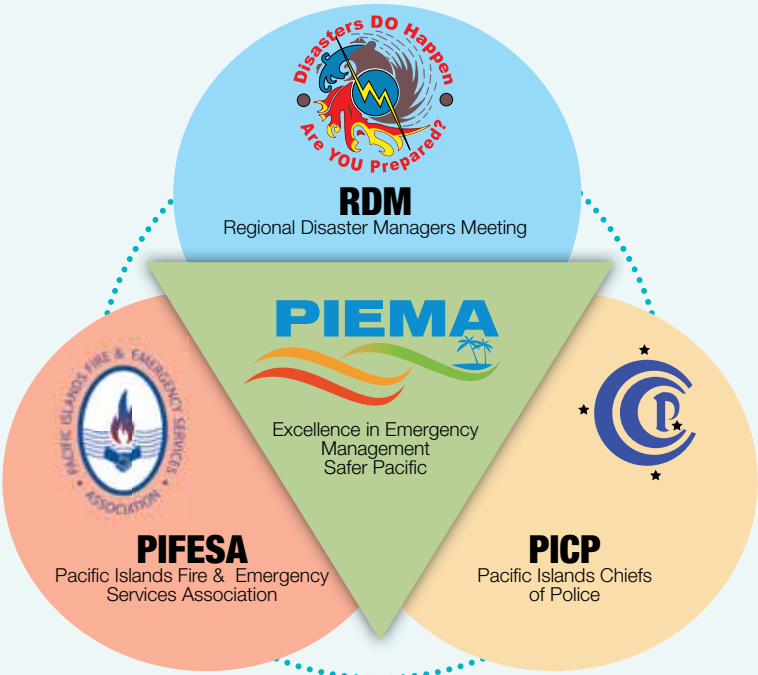 Disasters DO Happen
Are YOU Prepared?
RDM
Regional Disaster Managers Meeting
PIEMA
Excellence in Emergency
Management
Safer Pacific
PACIFIC ISLANDS FIRE & EMERGENCY SERVICES
ASSOCIATION
PIFESA
Pacific Islands Fire & Emergency
Services Association
CCCP
PICP
Pacific Islands Chiefs
of Police